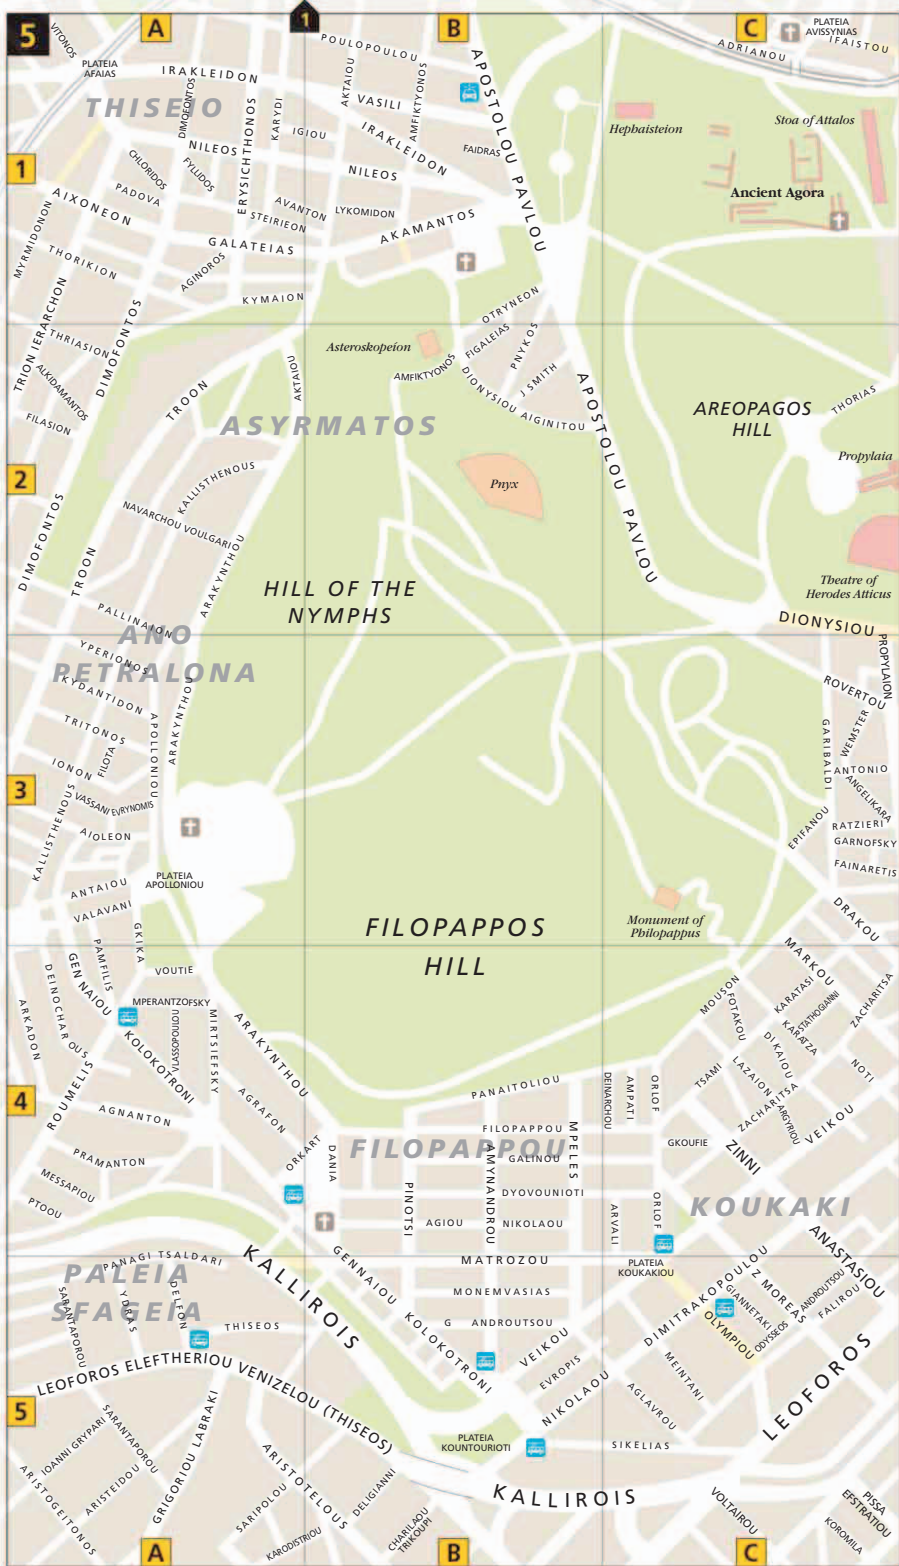 5
A
1
B
C
VITONOS
PLATEIA
AFAIAS
IRAKLEIDON
POULOPOULOU
ADRIANOU
PLATEIA
AVISSYNIAS
IFAISTOU
THISEIO
DIMOFONTOS
ERYSICHTHONOS
KARYDI
AKTAIOU
VASILI
AMFIKTYONOS
APOSTOLOU PAVLOU
IGIOU
IRAKLEIDON
FAIDRAS
Hephaisteion
Stoa of Attalos
NILEOS
NILEOS
1
CHLORIDOS
FYLLIDOS
PADOVA
Ancient Agora
AIXONEON
AVANTON
LYKOMIDON
STEIRIEON
AKAMANTOS
MYRMIDONON
GALATEIAS
THORIKION
AGINOROS
KYMAION
OTRYNEON
TRION IERARCHON
THRIASION
DIMOFONTOS
Asteroskopeíon
FIGALEIAS
PNYKOS
J SMITH
ALKIDAMANTOS
TROON
AKTAIOU
AMFIKTYONOS
DIONYSIOU AIGINITOU
APOSTOLOU PAVLOU
FILASION
ASYRMATOS
AREOPAGOS
HILL
THORIAS
Propylaia
2
KALLISTHENOUS
Pnyx
NAVARCHOU VOULGARIO
DIMOFONTOS
TROON
ARAKYNTHOU
HILL OF THE
NYMPHS
Theatre of
Herodes Atticus
PALLINAION
DIONYSIOU
ANO
PETRALONA
YPERIONOS
KYDANTIDON
PROPYLAION
ROVERTOU
TRITONOS
APOLLONIOU
ARAKYNTHOU
GARIBALDI
WEMSTER
IONON
FILOTA
ANTONIO
3
VASSANI
EVRYNOMIS
ANGELIKARA
KALLISTHENOUS
AIOLEON
EPIFANOU
RATZIERI
GARNOFSKY
FAINARETIS
PLATEIA
APOLLONIOU
ANTAIOU
VALAVANI
DRAKOU
FILOPAPPOS
HILL
Monument of
Philopappus
GKIKA
PAMFILIS
GENNAIOU
VOUTIE
MARKOU
DEINOCHAROUS
MPERANTZOFSKY
MOUSON
KARATASI
STATHOGIANNI
ZACHARITSA
ARKADON
KOLOKOTRONI
VLASSOPOULOU
MIRTSIEFSKY
ARAKYNTHOU
FOTAKOU
KARATZA
DIKAIOU
ROUMELIS
TSAMI
LAZAION
NOTI
4
AGNANTON
AGRAFON
PANAITOLIOU
DEINARCHOU
AMPATI
ORLOF
ZACHARITSA
ARGYRIOU
VEIKOU
FILOPAPPOU
FILOPAPPOU
MPELES
GKOUFIE
ZINNI
PRAMANTON
ORKART
DANIA
GALINOU
AMYNANDROU
MESSAPIOU
PTOOU
PINOTSI
DYOVOUNIOTI
KOUKAKI
AGIOU
NIKOLAOU
ARVALI
ORLOF
ANASTASIOU
PANAGI TSALDARI
KALLIROIS
GENNAIOU
MATROZOU
PLATEIA
KOUKAKIOU
PALEIA
SFAGEIA
SARANTAPOROU
YDRAS
DELFON
MONEMVASIAS
DIMITRAKOPOULOU
Z MOREAS
GIANNETAKI
ANDROUTSOU
FALIROU
THISEOS
KOLOKOTRONI
G ANDROUTSOU
OLYMPIOU
ODYSSEOS
VEIKOU
LEOFOROS ELEFTHERIOU VENIZELOU (THISEOS)
EVROPIS
MEINTANI
NIKOLAOU
AGLAVROU
LEOFOROS
5
IOANNI GRYPARI
SARANTAPOROU
GRIGORIOU LABRAKI
PLATEIA
KOUNTOURIOTI
SIKELIAS
ARISTOGEITONOS
ARISTEIDOU
ARISTOTELOUS
SARIPOLOU
DELIGIANNI
KALLIROIS
VOLTAIROU
PISSA
EFSTRATIOU
KARODISTRIOU
CHARILAOU
TRIKOUPI
KOROMILA
A
B
C